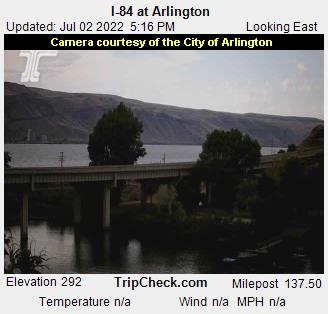 I-84 at Arlington
Updated: Jul 02 2022 5:16 PM Looking East
Camera courtesy of the City of Arlington
Elevation 292 TripCheck.com Milepost 137.50
Temperature n/a Wind n/a MPH n/a